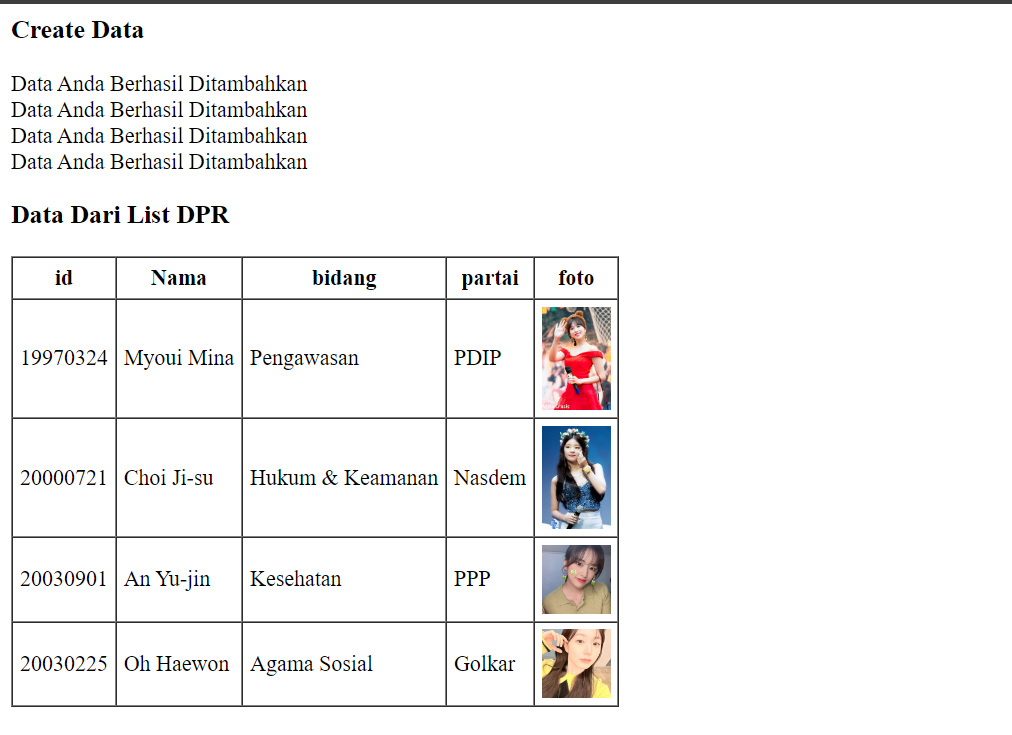 Create Data
Data Anda Berhasil Ditambahkan
Data Anda Berhasil Ditambahkan
Data Anda Berhasil Ditambahkan
Data Anda Berhasil Ditambahkan
Data Dari List DPR
id Nama bidang partai foto
19970324 Myoui Mina Pengawasan PDIP
20000721 Choi Ji-su Hukum & Keamanan Nasdem
20030901 An Yu-jin Kesehatan PPP
20030225 Oh Haewon Agama Sosial Golkar